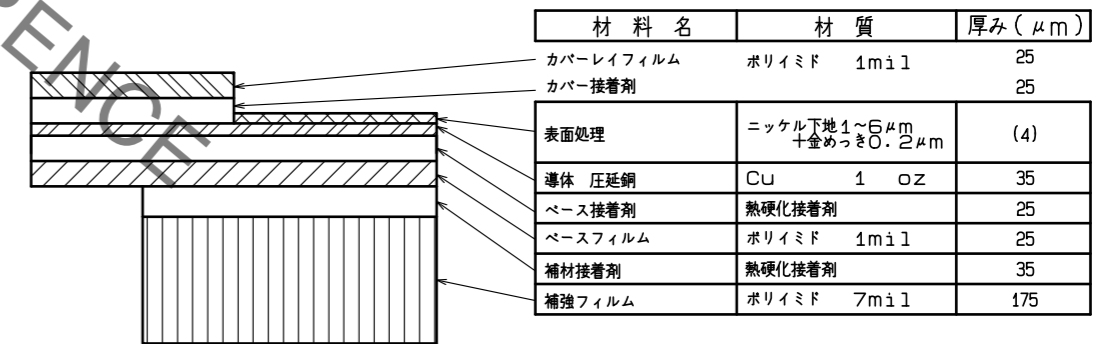 ENCE
材 料 名 材 質 厚み(μm)
カバーレイフィルム ポリイミド 1mil 25
カバー接着剤 25
表面処理 ニッケル下地1~6μm
+金めっき0.2μm (4)
導体 圧延銅 Cu 1 oz 35
ベース接着剤 熱硬化接着剤 25
ベースフィルム ポリイミド 1mil 25
補材接着剤 熱硬化接着剤 35
補強フィルム ポリイミド 7mil 175